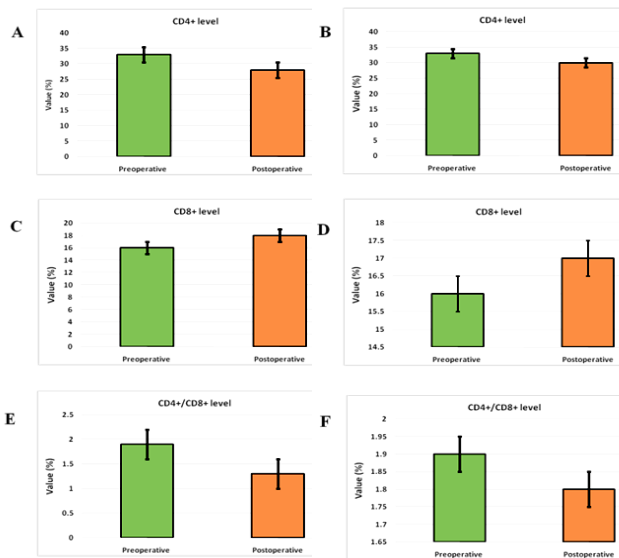 A
CD4+ level
Value (%)
40
35
30
25
20
15
10
5
0
Preoperative
Postoperative
B
CD4+ level
Value (%)
40
35
30
25
20
15
10
5
0
Preoperative
Postoperative
C
CD8+ level
Value (%)
20
18
16
14
12
10
8
6
4
2
0
Preoperative
Postoperative
D
CD8+ level
Value (%)
18
17.5
17
16.5
16
15.5
15
14.5
Preoperative
Postoperative
E
CD4+/CD8+ level
Value (%)
2.5
2
1.5
1
0.5
0
Preoperative
Postoperative
F
CD4+/CD8+ level
Value (%)
2
1.95
1.9
1.85
1.8
1.75
1.7
1.65
Preoperative
Postoperative